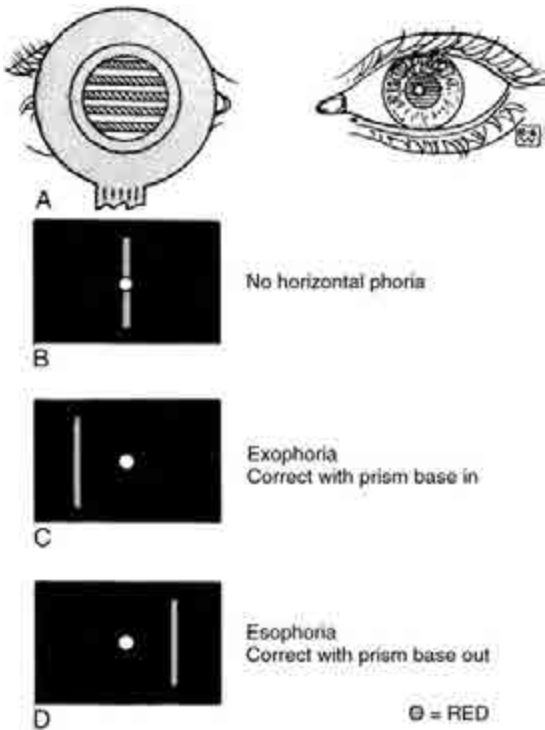 A
B
No horizontal phoria
C
Exophoria
Correct with prism base in
D
Esophoria
Correct with prism base out
= RED